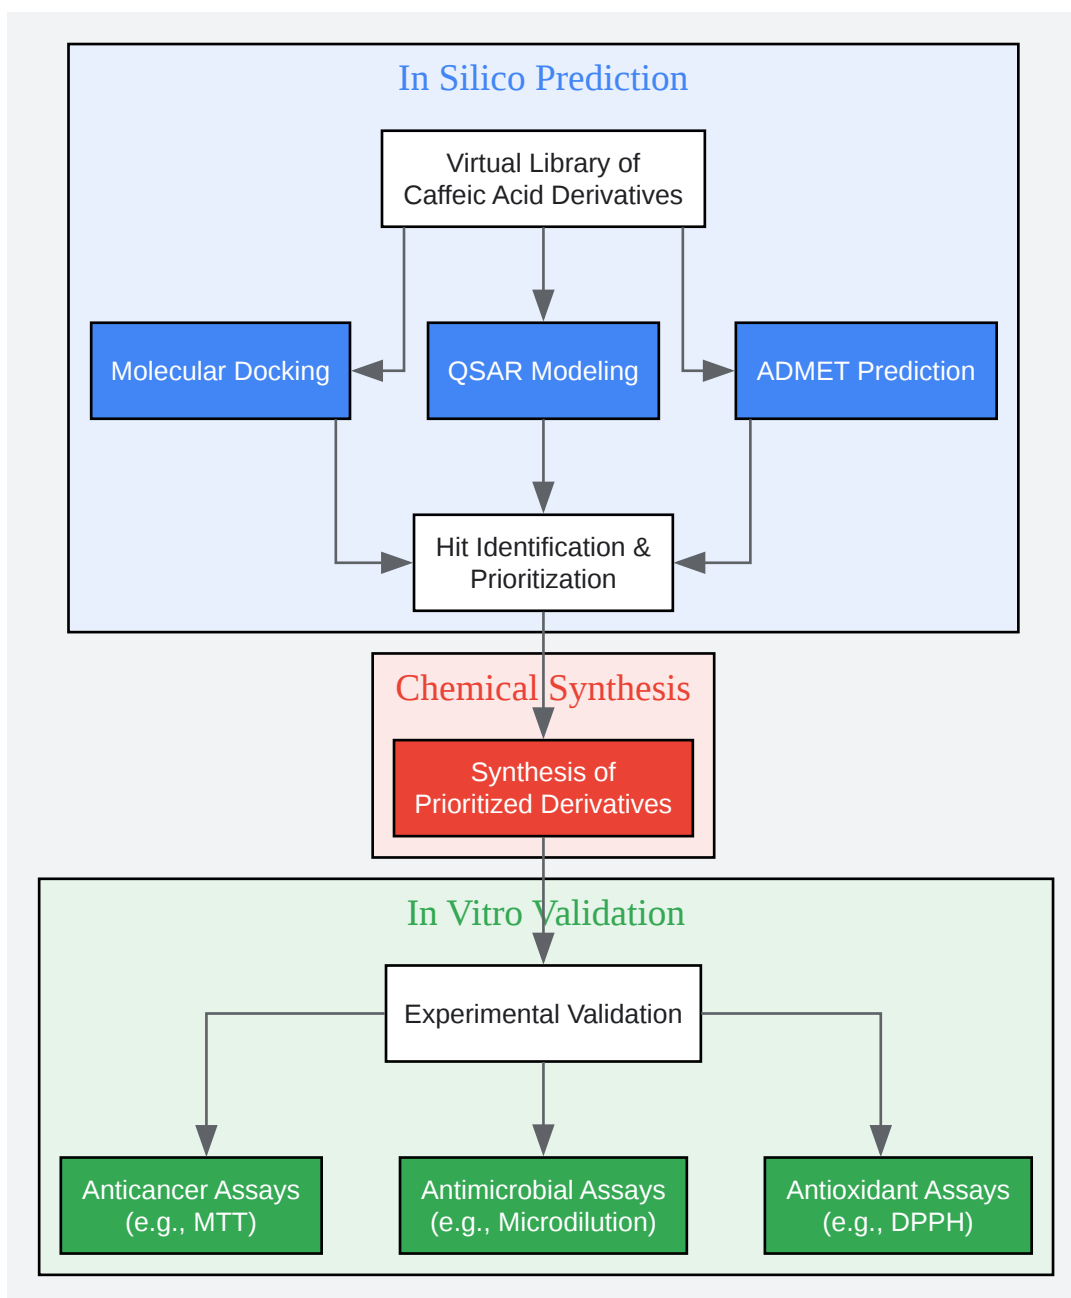 In Silico Prediction
Virtual Library of
Caffeic Acid Derivatives
Molecular Docking
QSAR Modeling
ADMET Prediction
Hit Identification &
Prioritization
Chemical Synthesis
Synthesis of
Prioritized Derivatives
In Vitro Validation
Experimental Validation
Anticancer Assays
(e.g., MTT)
Antimicrobial Assays
(e.g., Microdilution)
Antioxidant Assays
(e.g., DPPH)